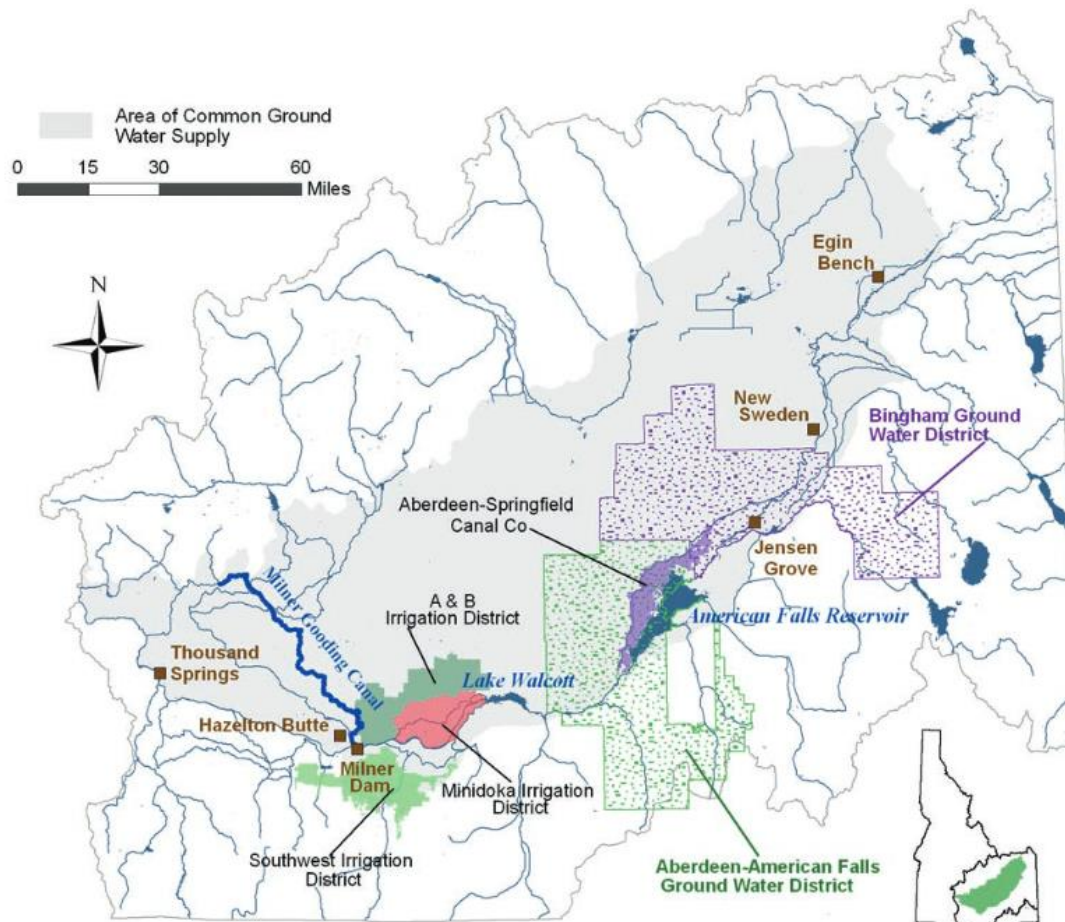 Area of Common Ground
Water Supply
0 15 30 60
Miles
N
Egin
Bench
New
Sweden
Bingham Ground
Water District
Aberdeen-Springfield
Canal Co
Jensen
Grove
American Falls Reservoir
Milner Gooding Canal
A & B
Irrigation District
Thousand
Springs
Lake Walcott
Hazelton Butte
Milner
Dam
Minidoka Irrigation
District
Southwest Irrigation
District
Aberdeen-American Falls
Ground Water District